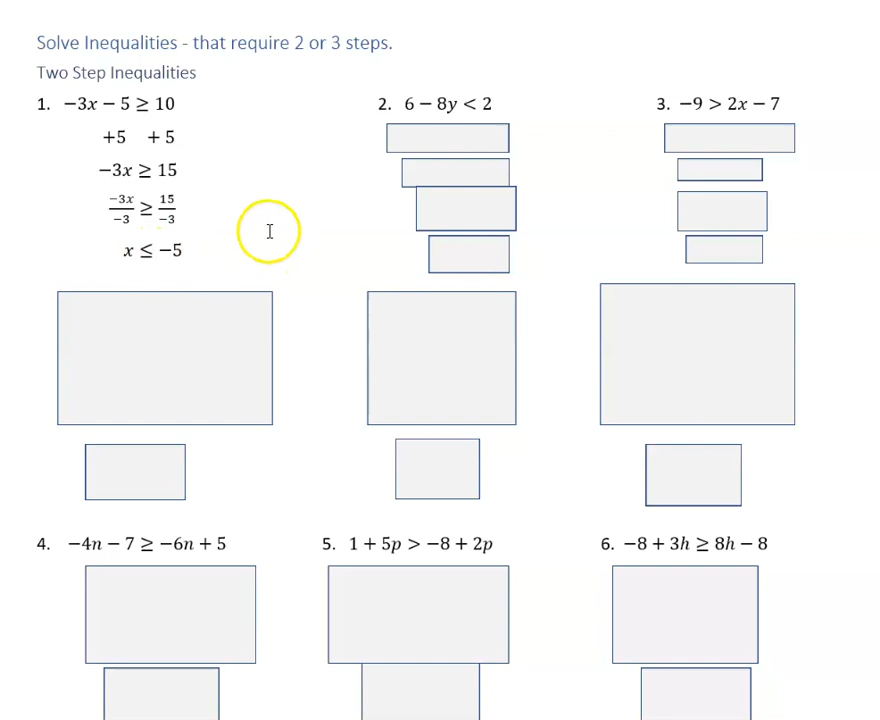 Solve Inequalities - that require 2 or 3 steps.
Two Step Inequalities
1. −3x − 5 ≥ 10
+5 + 5
−3x ≥ 15
−3x/−3 ≥ 15/−3
x ≤ −5
2. 6 − 8y < 2
3. −9 > 2x − 7
4. −4n − 7 ≥ −6n + 5
5. 1 + 5p > −8 + 2p
6. −8 + 3h ≥ 8h − 8